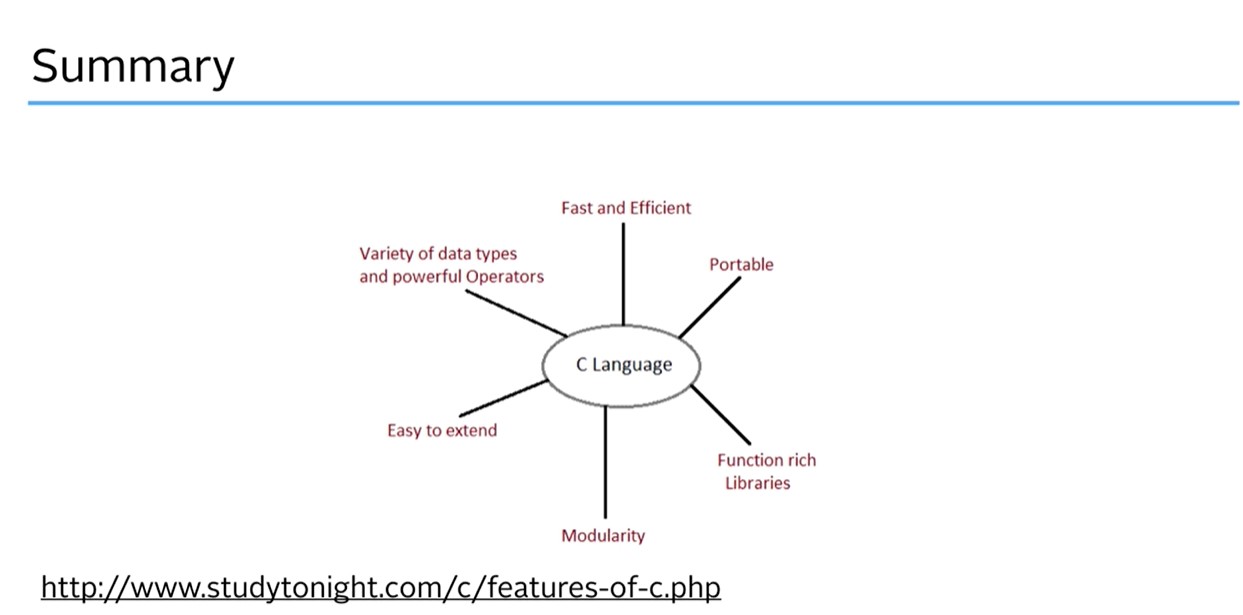 Summary
Fast and Efficient
Variety of data types
and powerful Operators
Portable
C Language
Easy to extend
Function rich
Libraries
Modularity
http://www.studytonight.com/c/features-of-c.php